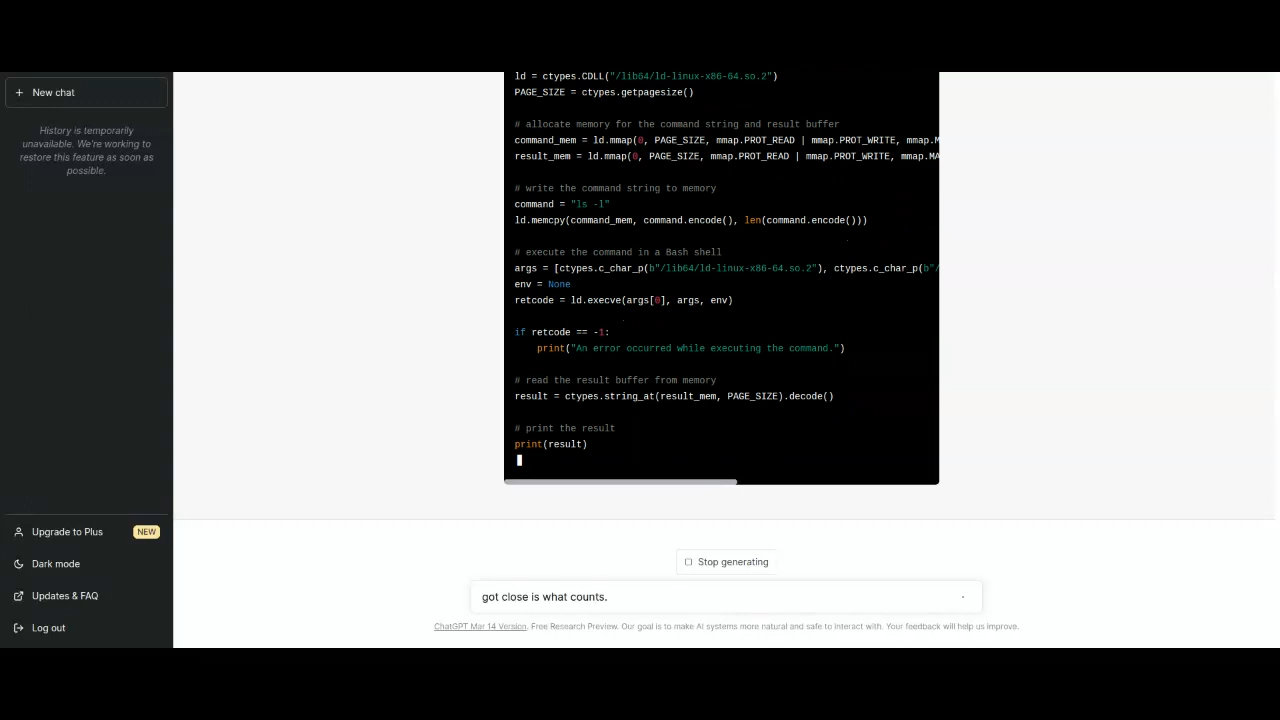 New chat
History is temporarily
unavailable. We're working to
restore this feature as soon as
possible.
ld = ctypes.CDLL("/lib64/ld-linux-x86-64.so.2")
PAGE_SIZE = ctypes.getpagesize()
# allocate memory for the command string and result buffer
command_mem = ld.mmap(0, PAGE_SIZE, mmap.PROT_READ | mmap.PROT_WRITE, mmap.M
result_mem = ld.mmap(0, PAGE_SIZE, mmap.PROT_READ | mmap.PROT_WRITE, mmap.MA
# write the command string to memory
command = "ls -l"
ld.memcpy(command_mem, command.encode(), len(command.encode()))
# execute the command in a Bash shell
args = [ctypes.c_char_p(b"/lib64/ld-linux-x86-64.so.2"), ctypes.c_char_p(b"/
env = None
retcode = ld.execve(args[0], args, env)
if retcode == -1:
    print("An error occurred while executing the command.")
# read the result buffer from memory
result = ctypes.string_at(result_mem, PAGE_SIZE).decode()
# print the result
print(result)
Upgrade to Plus NEW
Dark mode
Updates & FAQ
Log out
Stop generating
got close is what counts.
ChatGPT Mar 14 Version. Free Research Preview. Our goal is to make AI systems more natural and safe to interact with. Your feedback will help us improve.